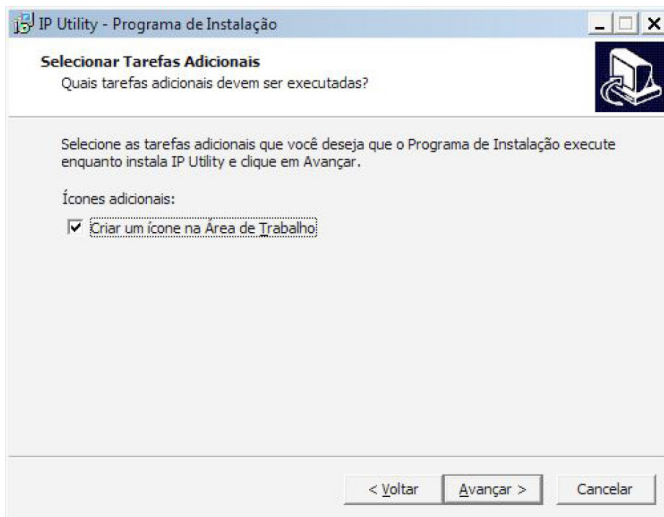 IP Utility - Programa de Instalação
Selecionar Tarefas Adicionais
Quais tarefas adicionais devem ser executadas?
Selecione as tarefas adicionais que você deseja que o Programa de Instalação execute
enquanto instala IP Utility e clique em Avançar.
Ícones adicionais:
Criar um ícone na Área de Trabalho
< Voltar Avançar > Cancelar